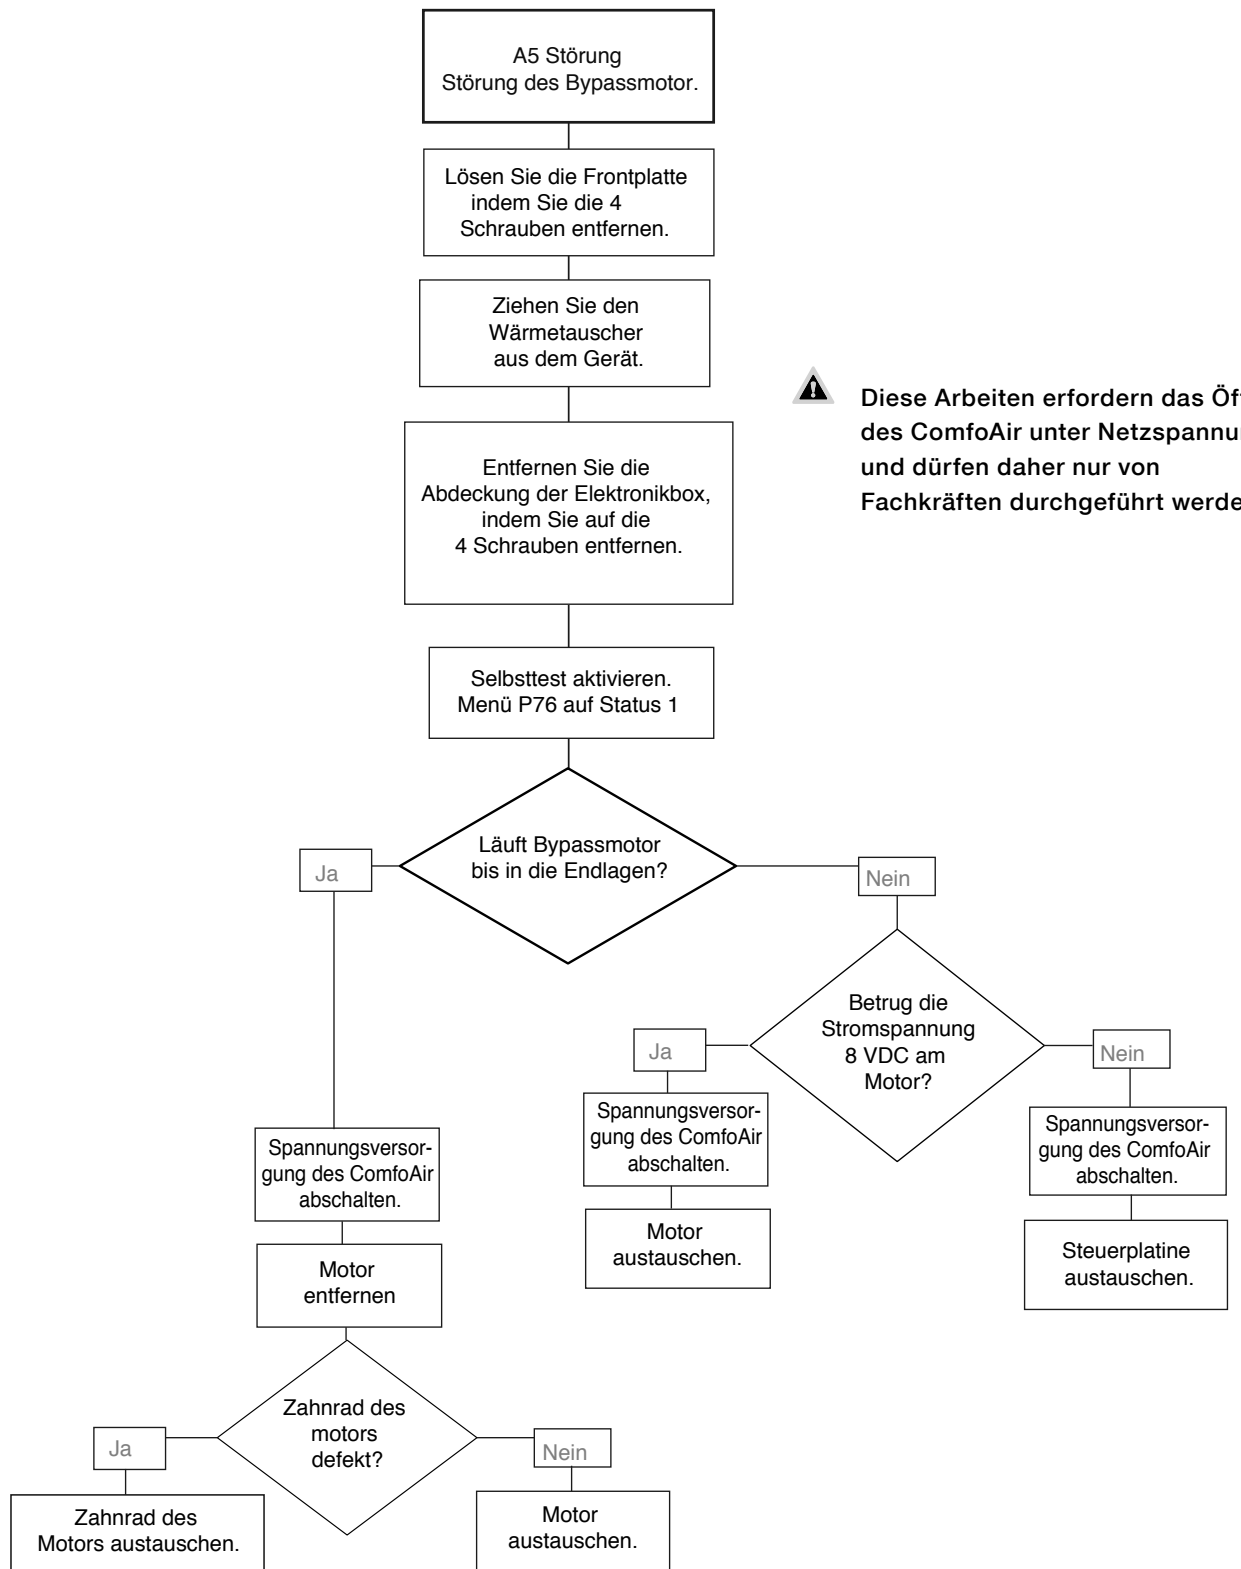 A5 Störung
Störung des Bypassmotor.
Lösen Sie die Frontplatte
indem Sie die 4
Schrauben entfernen.
Ziehen Sie den
Wärmetauscher
aus dem Gerät.
Diese Arbeiten erfordern das
des ComfoAir unter
und dürfen daher nur von
Fachkräften durchgeführt
Entfernen Sie die
Abdeckung der Elektronikbox,
indem Sie auf die
4 Schrauben entfernen.
Selbsttest aktivieren.
Menü P76 auf Status 1
Läuft Bypassmotor
bis in die Endlagen?
Ja
Nein
Betrug die
Stromspannung
8 VDC am
Motor?
Ja
Nein
Spannungsversor-
gung des ComfoAir
abschalten.
Motor
austauschen.
Spannungsversor-
gung des ComfoAir
abschalten.
Steuerplatine
austauschen.
Spannungsversor-
gung des ComfoAir
abschalten.
Motor
entfernen
Zahnrad des
motors
defekt?
Ja
Nein
Zahnrad des
Motors austauschen.
Motor
austauschen.